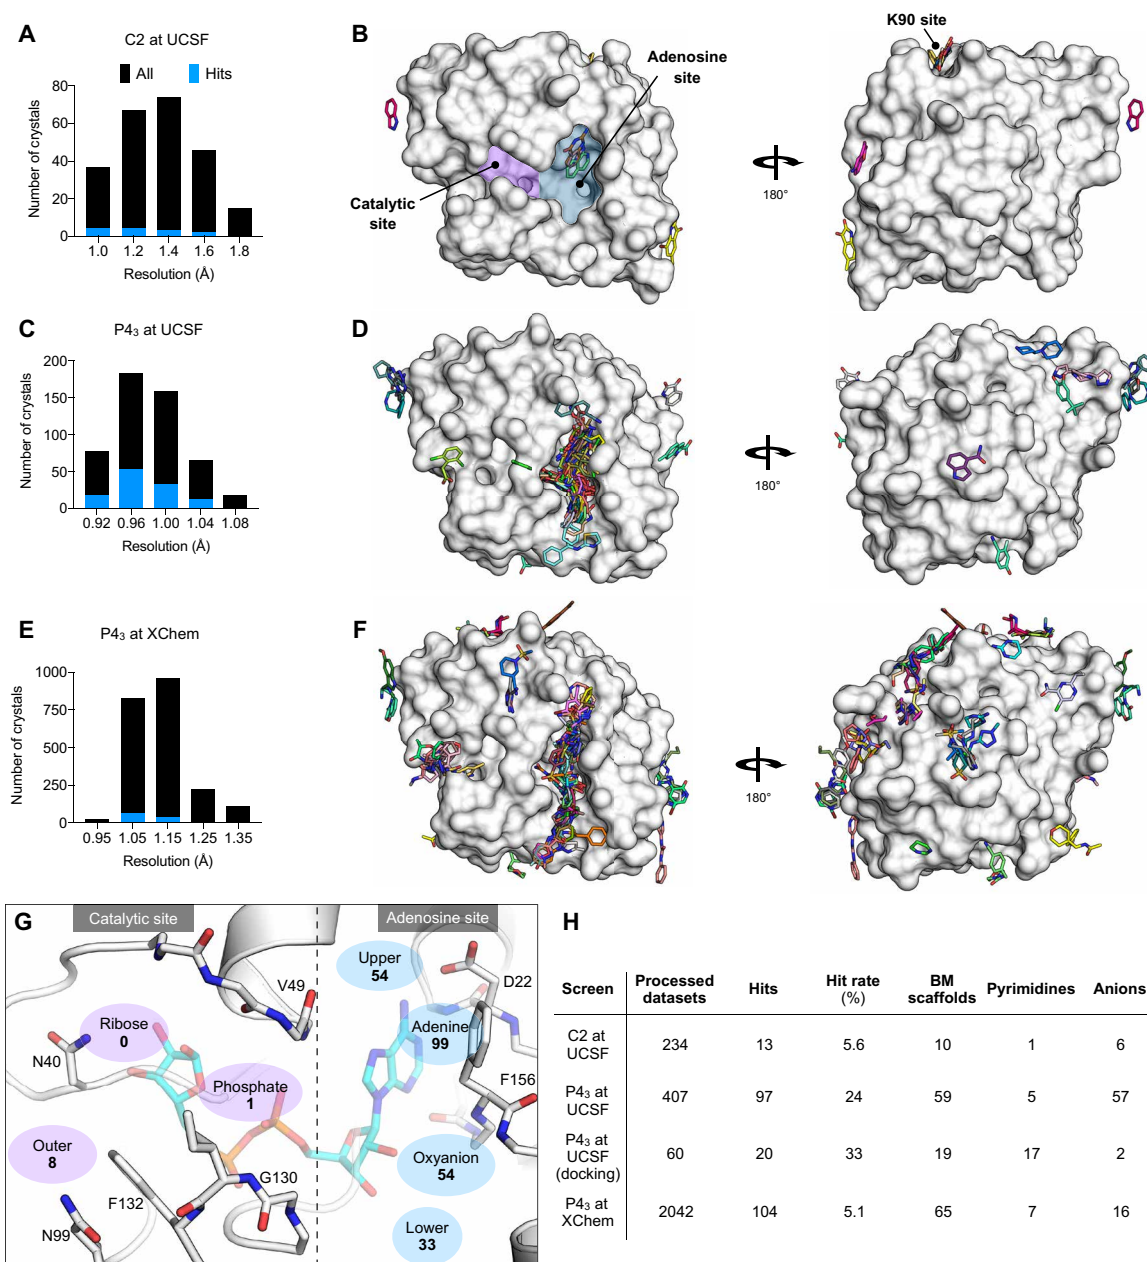 A
C2 at UCSF
All
Hits
Number of crystals
80
60
40
20
0
1.0 1.2 1.4 1.6 1.8
Resolution (Å)
B
Adenosine
site
Catalytic
site
180°
K90 site
C
P4₃ at UCSF
Number of crystals
200
150
100
50
0
0.92 0.96 1.00 1.04 1.08
Resolution (Å)
D
180°
E
P4₃ at XChem
Number of crystals
1000
750
500
250
0
0.95 1.05 1.15 1.25 1.35
Resolution (Å)
F
180°
G
Catalytic site
Adenosine site
Upper
54
D22
V49
Ribose
0
Adenine
99
N40
F156
Phosphate
1
Outer
8
Oxyanion
54
G130
F132
N99
Lower
33
H
Screen Processed datasets Hits Hit rate (%) BM scaffolds Pyrimidines Anions
C2 at UCSF 234 13 5.6 10 1 6
P4₃ at UCSF 407 97 24 59 5 57
P4₃ at UCSF (docking) 60 20 33 19 17 2
P4₃ at XChem 2042 104 5.1 65 7 16